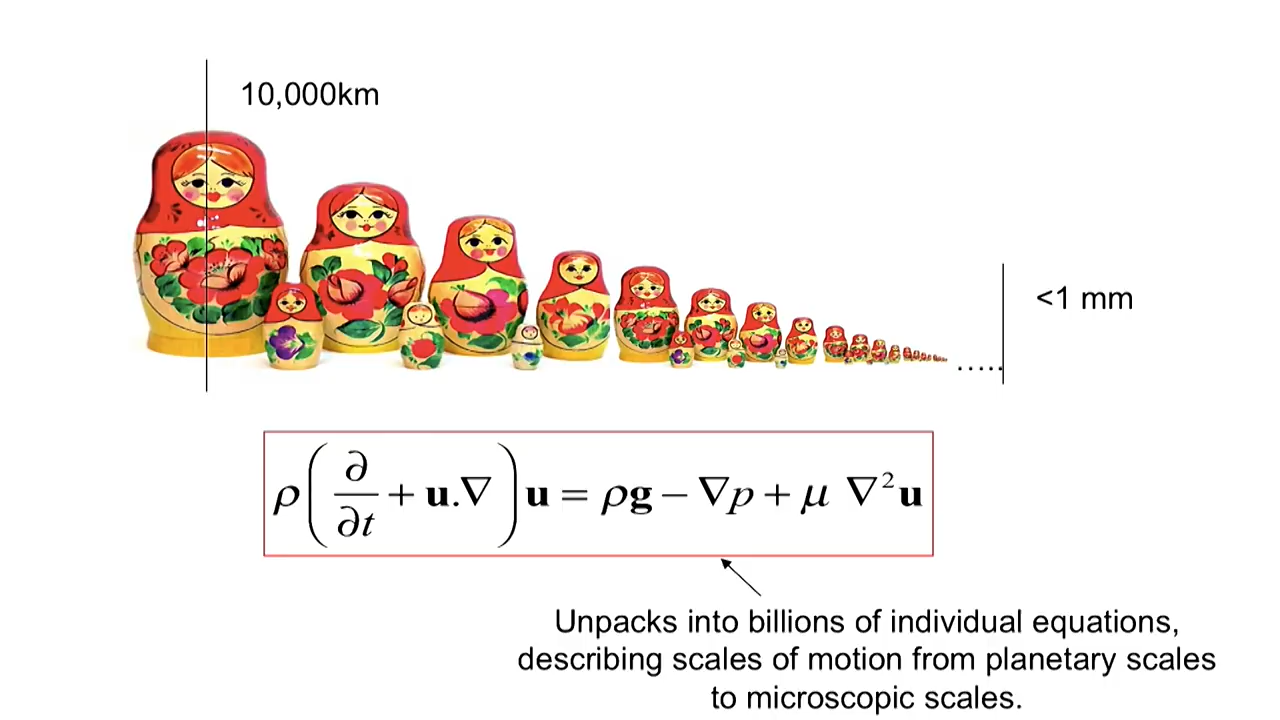 10,000km
<1 mm
.....
ρ(∂/∂t + u.∇)u = ρg − ∇p + μ ∇²u
Unpacks into billions of individual equations,
describing scales of motion from planetary scales
to microscopic scales.